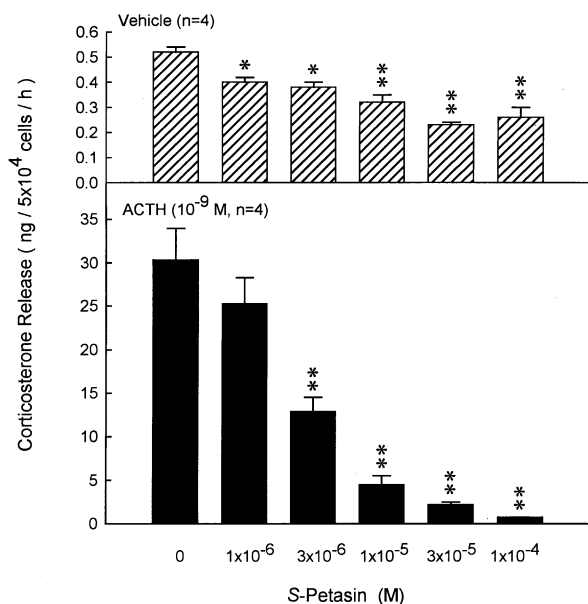 Vehicle (n=4)
0.6
0.5
0.4
0.3
0.2
0.1
0.0
* * ** ** **
ACTH (10⁻⁹ M, n=4)
35
30
25
20
15
10
5
0
** ** ** **
Corticosterone Release ( ng / 5x10⁴ cells / h )
0 1x10⁻⁶ 3x10⁻⁶ 1x10⁻⁵ 3x10⁻⁵ 1x10⁻⁴
S-Petasin (M)